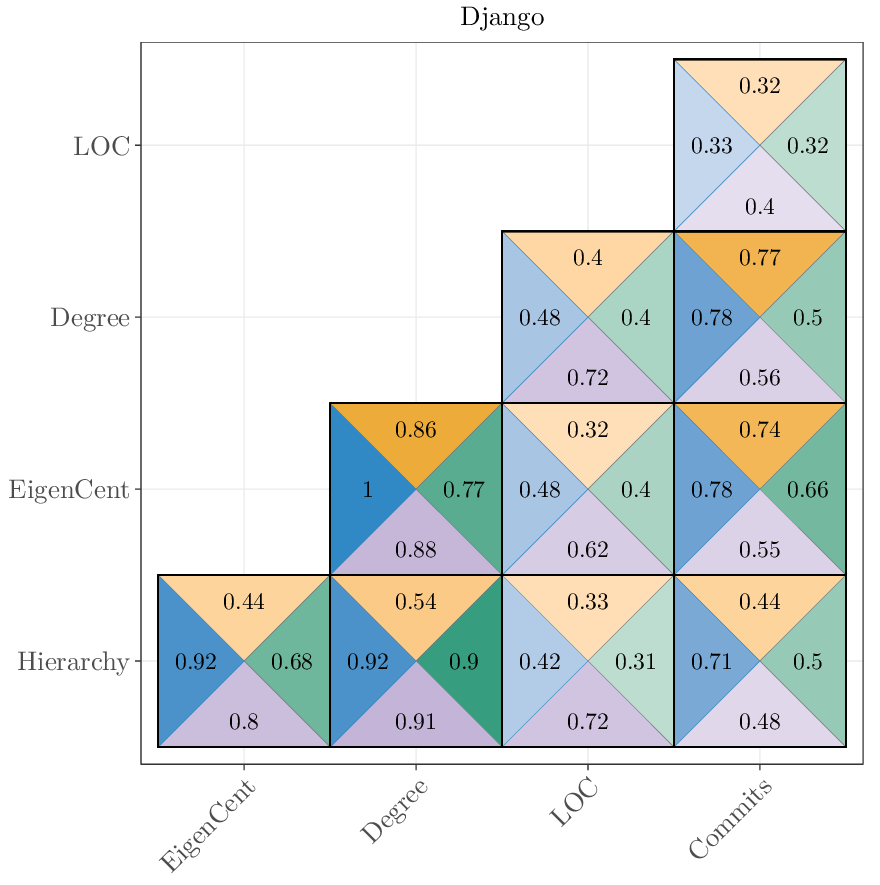 Django
LOC
0.32
0.33 0.32
0.4
Degree
0.4 0.77
0.48 0.4 0.78 0.5
0.72 0.56
EigenCent
0.86 0.32 0.74
1 0.77 0.48 0.4 0.78 0.66
0.88 0.62 0.55
Hierarchy
0.44 0.54 0.33 0.44
0.92 0.68 0.92 0.9 0.42 0.31 0.71 0.5
0.8 0.91 0.72 0.48
EigenCent Degree LOC Commits